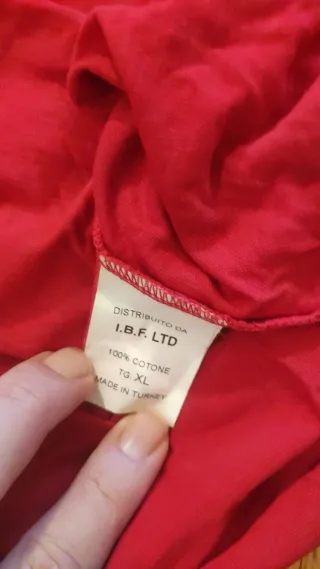 DISTRIBUITO DA
I.B.F. LTD
100% COTONE
TG. XL
MADE IN TURKEY